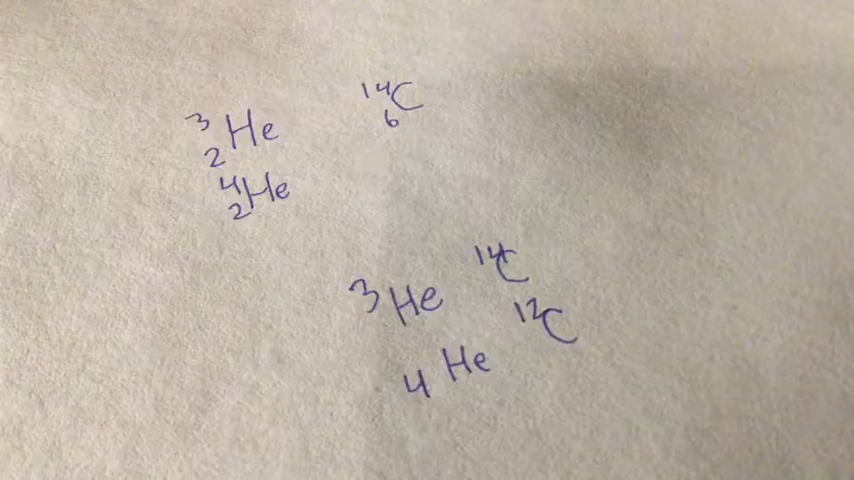 ³₂He ¹⁴₆C
⁴₂He
³He ¹⁴C
¹²C
₄He